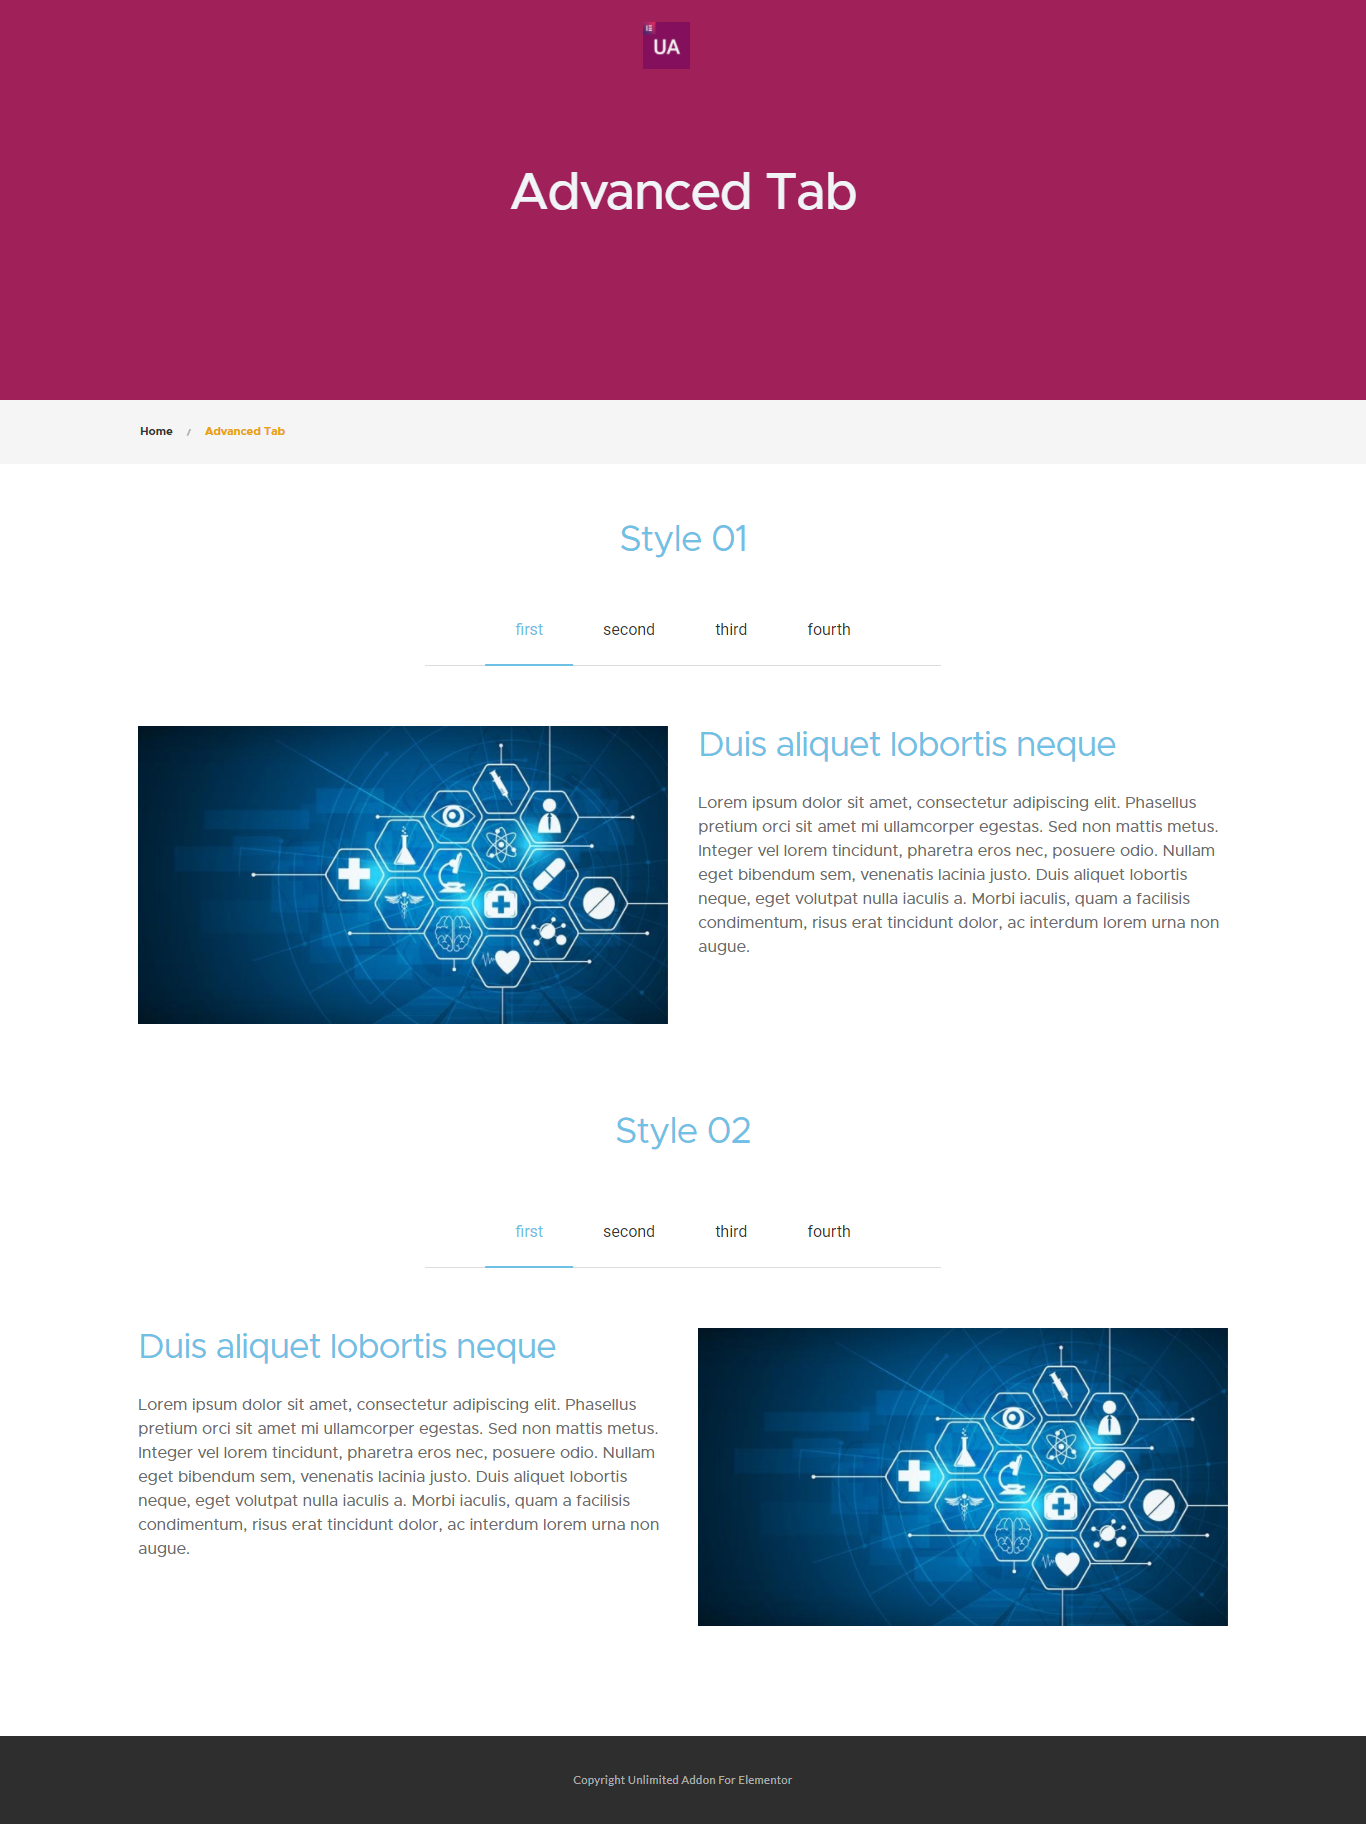 UA
Advanced Tab
Home / Advanced Tab
Style 01
first second third fourth
Duis aliquet lobortis neque
Lorem ipsum dolor sit amet, consectetur adipiscing elit. Phasellus
pretium orci sit amet mi ullamcorper egestas. Sed non mattis metus.
Integer vel lorem tincidunt, pharetra eros nec, posuere odio. Nullam
eget bibendum sem, venenatis lacinia justo. Duis aliquet lobortis
neque, eget volutpat nulla iaculis a. Morbi iaculis, quam a facilisis
condimentum, risus erat tincidunt dolor, ac interdum lorem urna non
augue.
Style 02
first second third fourth
Duis aliquet lobortis neque
Lorem ipsum dolor sit amet, consectetur adipiscing elit. Phasellus
pretium orci sit amet mi ullamcorper egestas. Sed non mattis metus.
Integer vel lorem tincidunt, pharetra eros nec, posuere odio. Nullam
eget bibendum sem, venenatis lacinia justo. Duis aliquet lobortis
neque, eget volutpat nulla iaculis a. Morbi iaculis, quam a facilisis
condimentum, risus erat tincidunt dolor, ac interdum lorem urna non
augue.
Copyright Unlimited Addon For Elementor